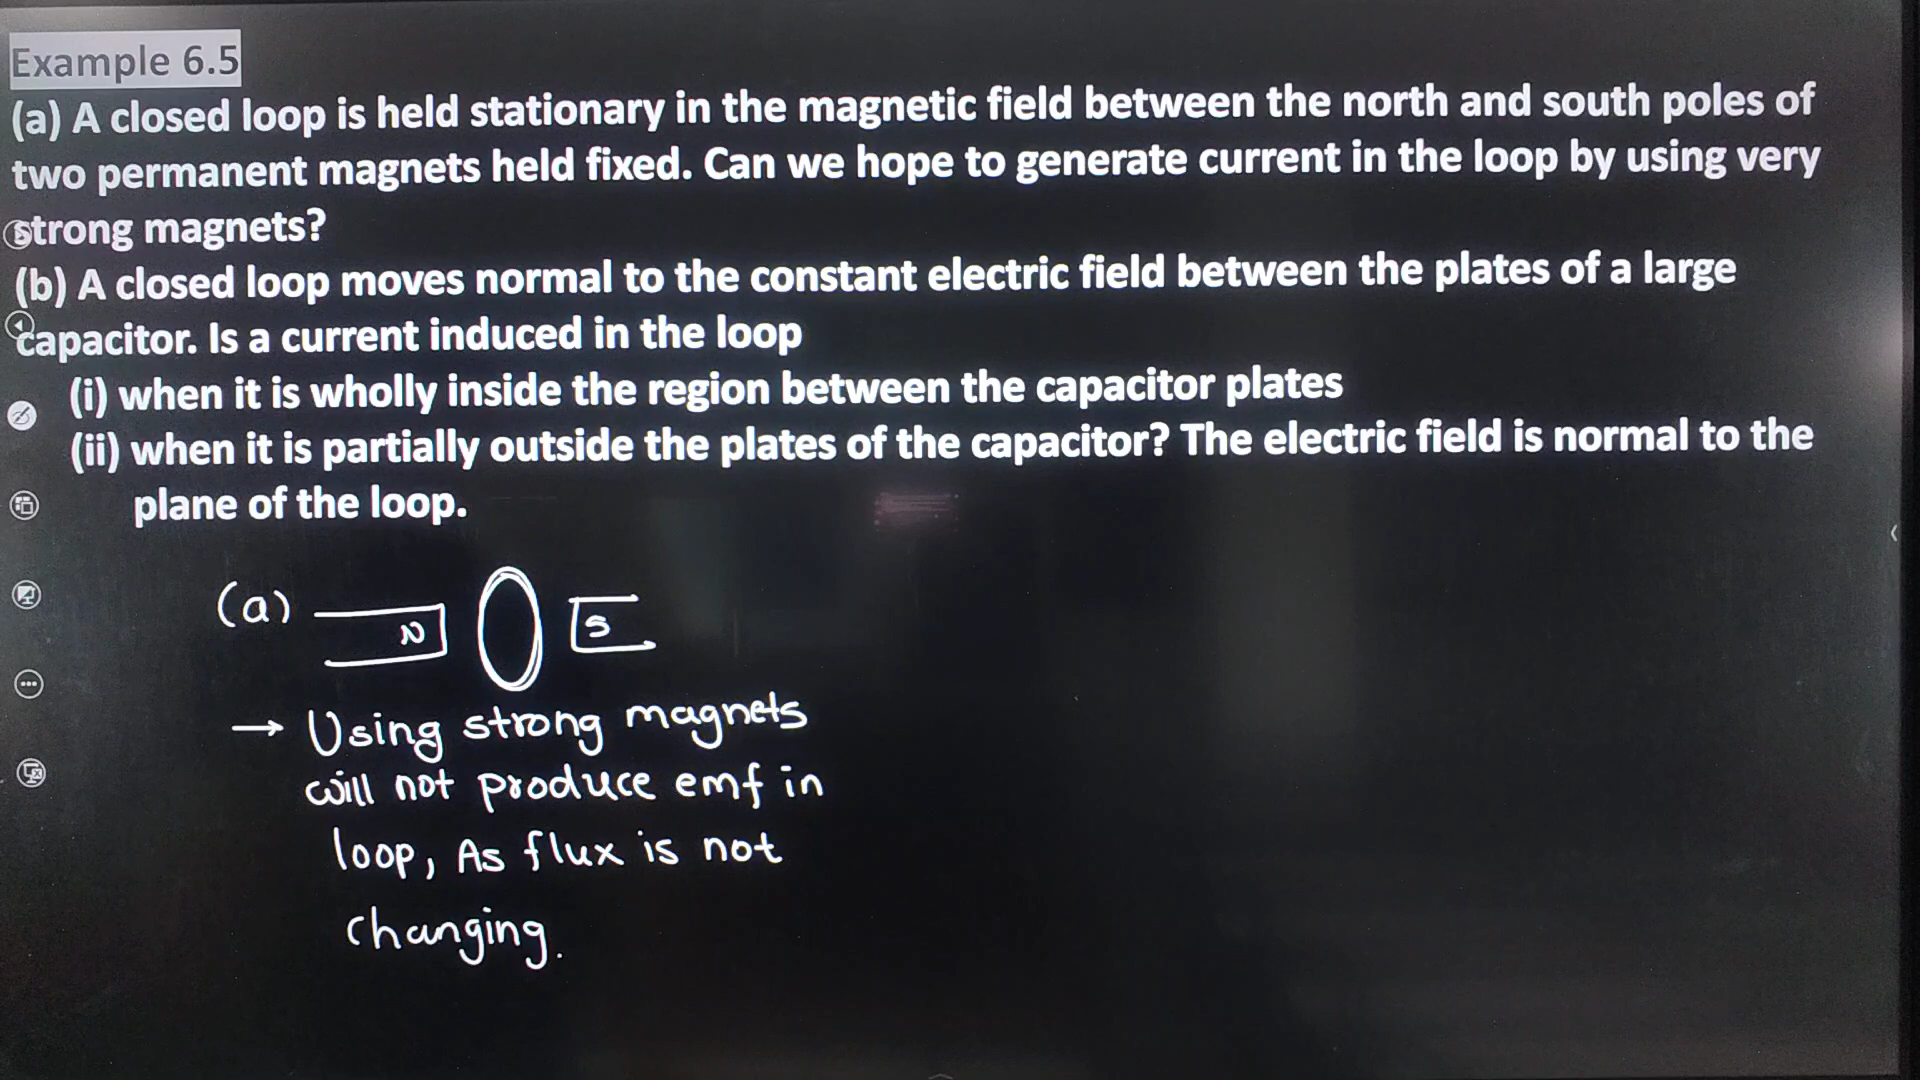 Example 6.5
(a) A closed loop is held stationary in the magnetic field between the north and south poles of
two permanent magnets held fixed. Can we hope to generate current in the loop by using very
strong magnets?
(b) A closed loop moves normal to the constant electric field between the plates of a large
capacitor. Is a current induced in the loop
(i) when it is wholly inside the region between the capacitor plates
(ii) when it is partially outside the plates of the capacitor? The electric field is normal to the
plane of the loop.
(a) N S
→ Using strong magnets
will not produce emf in
loop, As flux is not
changing.